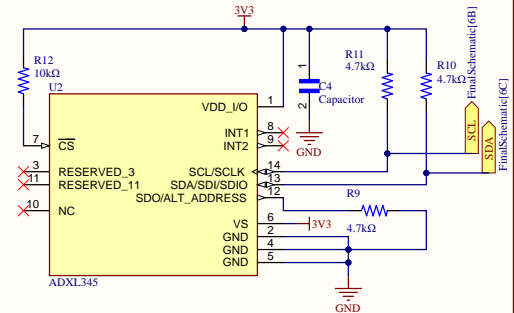 3V3
R12
10kΩ
U2
R11
4.7kΩ
R10
4.7kΩ
FinalSchematic[6B]
FinalSchematic[6C]
1
C4
Capacitor
2
GND
VDD_I/O
1
INT1
8
INT2
9
7
CS
3
RESERVED_3
11
RESERVED_11
10
NC
SCL/SCLK
14
SDA/SDI/SDIO
13
SDO/ALT_ADDRESS
12
SCL
SDA
R9
4.7kΩ
VS
6
3V3
GND
2
GND
4
GND
5
ADXL345
GND